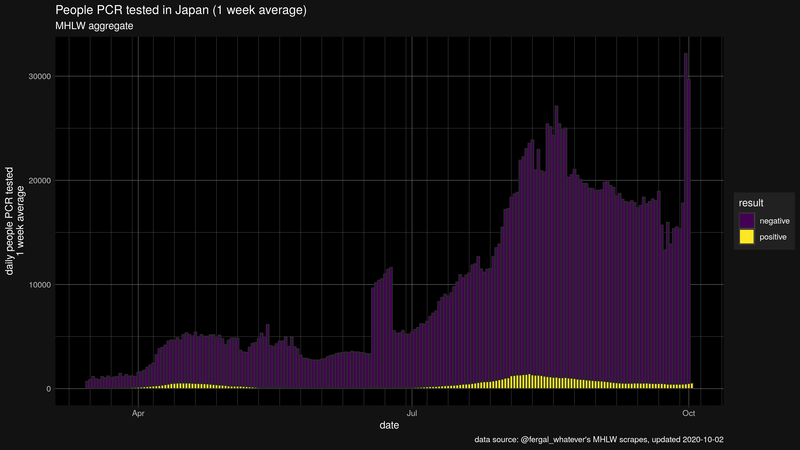 People PCR tested in Japan (1 week average)
MHLW aggregate
daily people PCR tested
1 week average
30000
20000
10000
0
Apr
Jul
Oct
date
result
negative
positive
data source: @fergal_whatever's MHLW scrapes, updated 2020-10-02